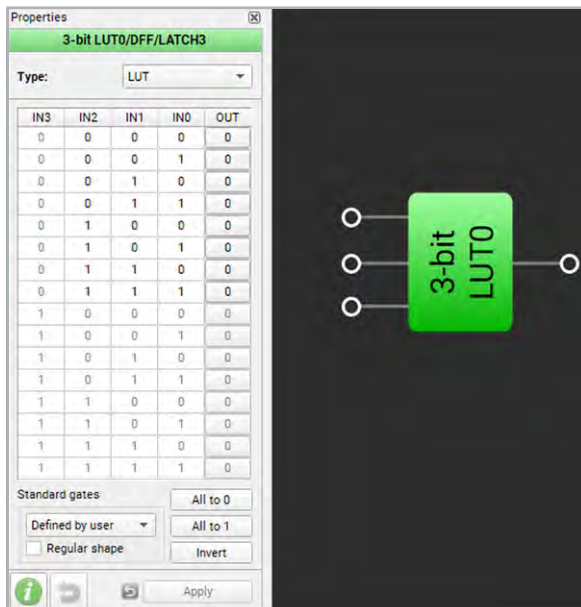 Properties
3-bit LUT0/DFF/LATCH3
Type: LUT
IN3 IN2 IN1 IN0 OUT
0 0 0 0 0
0 0 0 1 0
0 0 1 0 0
0 0 1 1 0
0 1 0 0 0
0 1 0 1 0
0 1 1 0 0
0 1 1 1 0
1 0 0 0 0
1 0 0 1 0
1 0 1 0 0
1 0 1 1 0
1 1 0 0 0
1 1 0 1 0
1 1 1 0 0
1 1 1 1 0
Standard gates
All to 0
Defined by user
All to 1
Regular shape
Invert
Apply
3-bit
LUT0